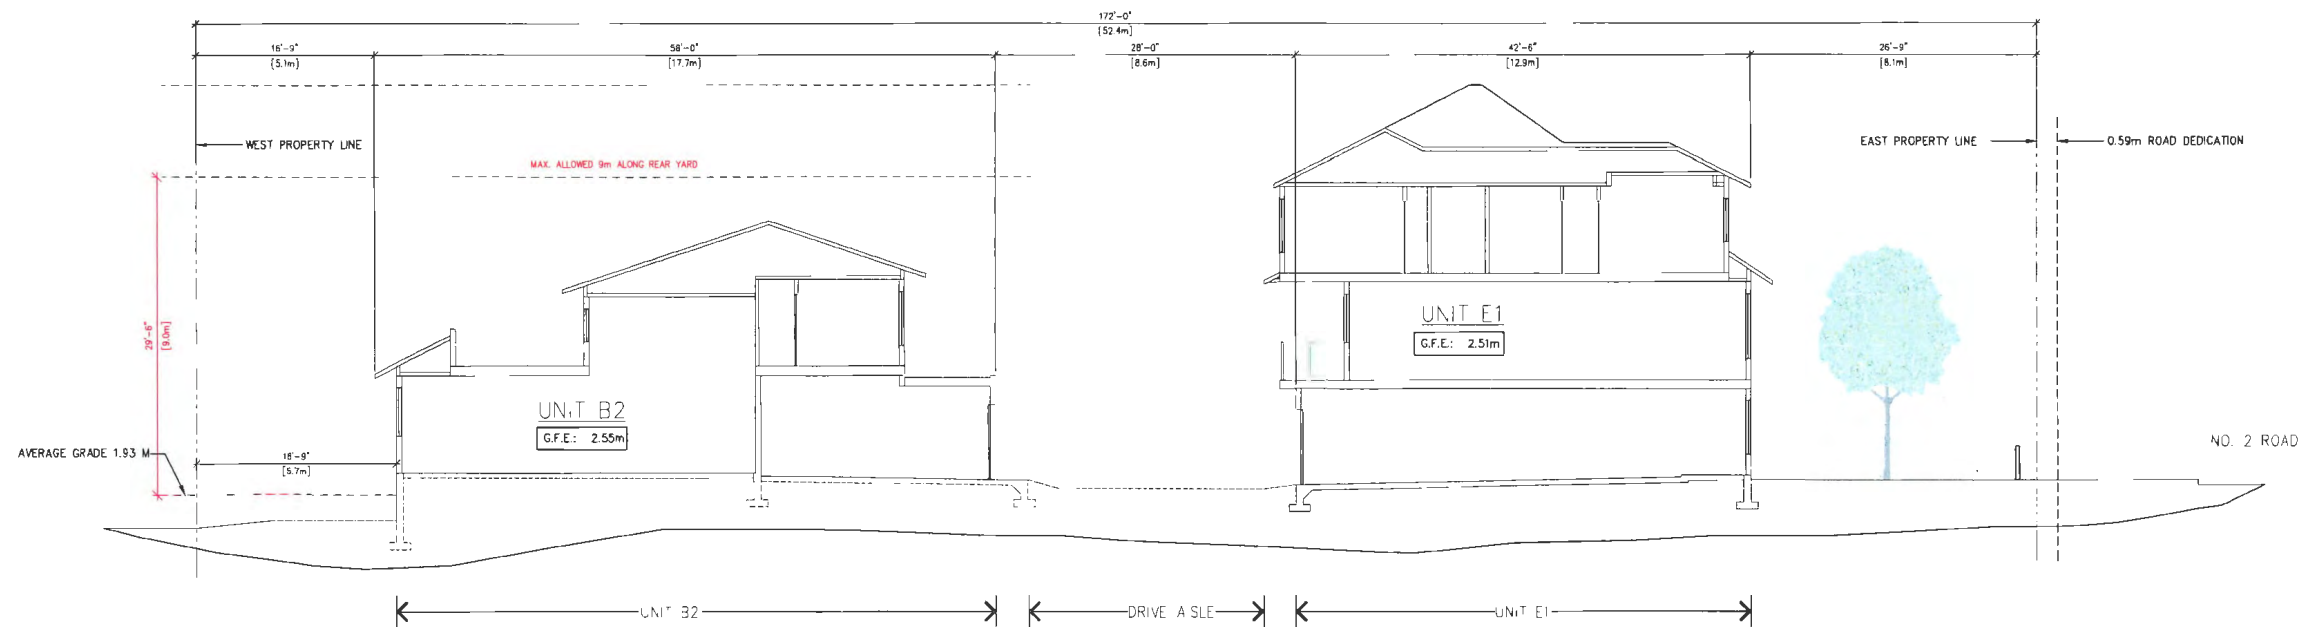 172'-0"
[52.4m]
16'-9"
[5.1m]
58'-0"
[17.7m]
28'-0"
[8.6m]
42'-6"
[12.9m]
26'-9"
[8.1m]
WEST PROPERTY LINE
EAST PROPERTY LINE
0.59m ROAD DEDICATION
MAX. ALLOWED 9m ALONG REAR YARD
29'-6"
[9.0m]
UNIT E1
G.F.E.: 2.51m
UNIT B2
G.F.E.: 2.55m
AVERAGE GRADE 1.93 M
18'-9"
[5.7m]
NO. 2 ROAD
UNIT B2
DRIVE AISLE
UNIT E1